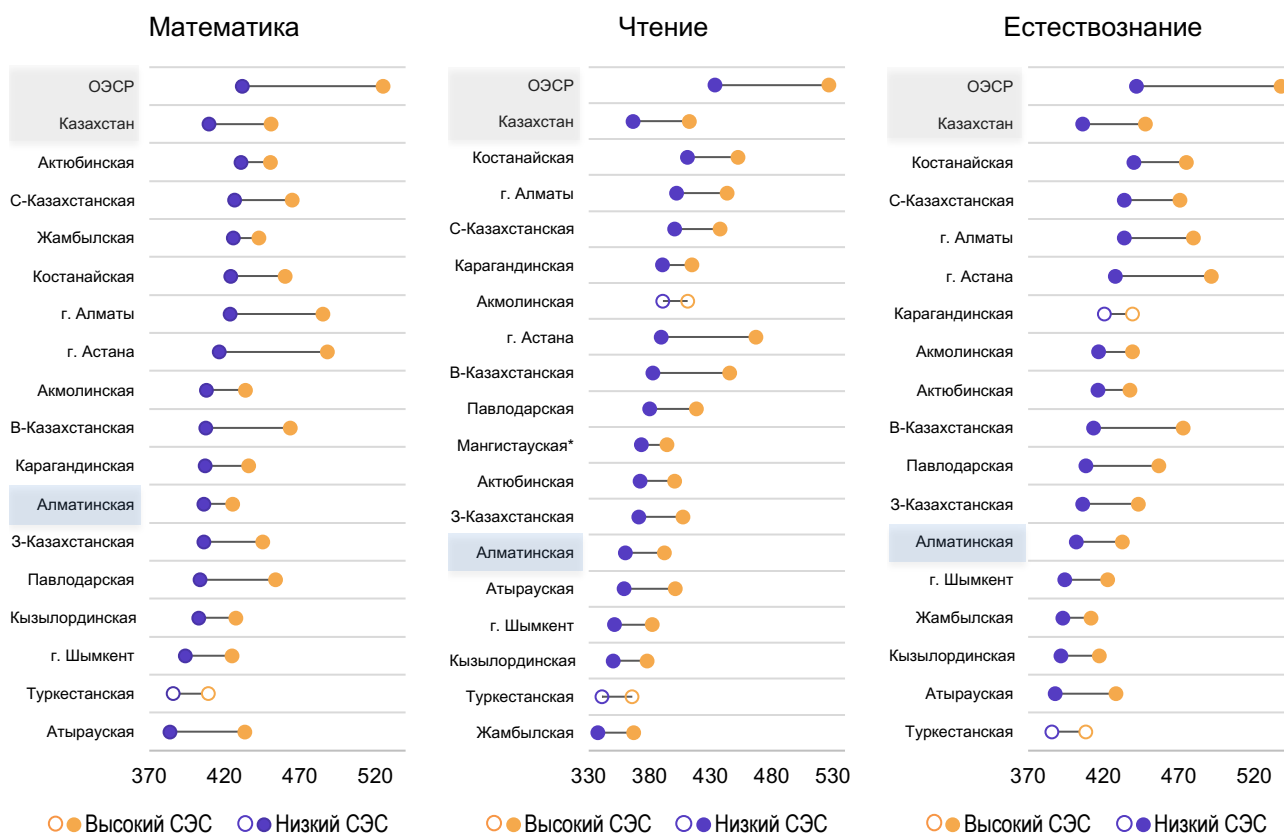 Математика
ОЭСР
Казахстан
Актюбинская
С-Казахстанская
Жамбылская
Костанайская
г. Алматы
г. Астана
Акмолинская
В-Казахстанская
Карагандинская
Алматинская
З-Казахстанская
Павлодарская
Кызылординская
г. Шымкент
Туркестанская
Атырауская
370 420 470 520
Высокий СЭС Низкий СЭС
Чтение
ОЭСР
Казахстан
Костанайская
г. Алматы
С-Казахстанская
Карагандинская
Акмолинская
г. Астана
В-Казахстанская
Павлодарская
Мангистауская*
Актюбинская
З-Казахстанская
Алматинская
Атырауская
г. Шымкент
Кызылординская
Туркестанская
Жамбылская
330 380 430 480 530
Высокий СЭС Низкий СЭС
Естествознание
ОЭСР
Казахстан
Костанайская
С-Казахстанская
г. Алматы
г. Астана
Карагандинская
Акмолинская
Актюбинская
В-Казахстанская
Павлодарская
З-Казахстанская
Алматинская
г. Шымкент
Жамбылская
Кызылординская
Атырауская
Туркестанская
370 420 470 520
Высокий СЭС Низкий СЭС